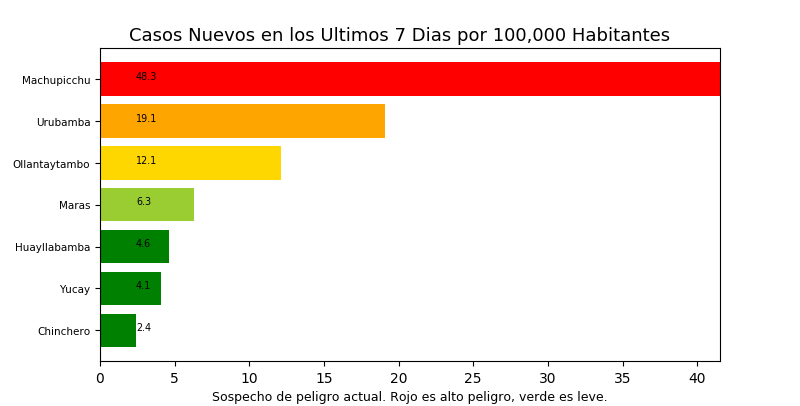 Casos Nuevos en los Ultimos 7 Dias por 100,000 Habitantes
Machupicchu 48.3
Urubamba 19.1
Ollantaytambo 12.1
Maras 6.3
Huayllabamba 4.6
Yucay 4.1
Chinchero 2.4
0 5 10 15 20 25 30 35 40
Sospecho de peligro actual. Rojo es alto peligro, verde es leve.